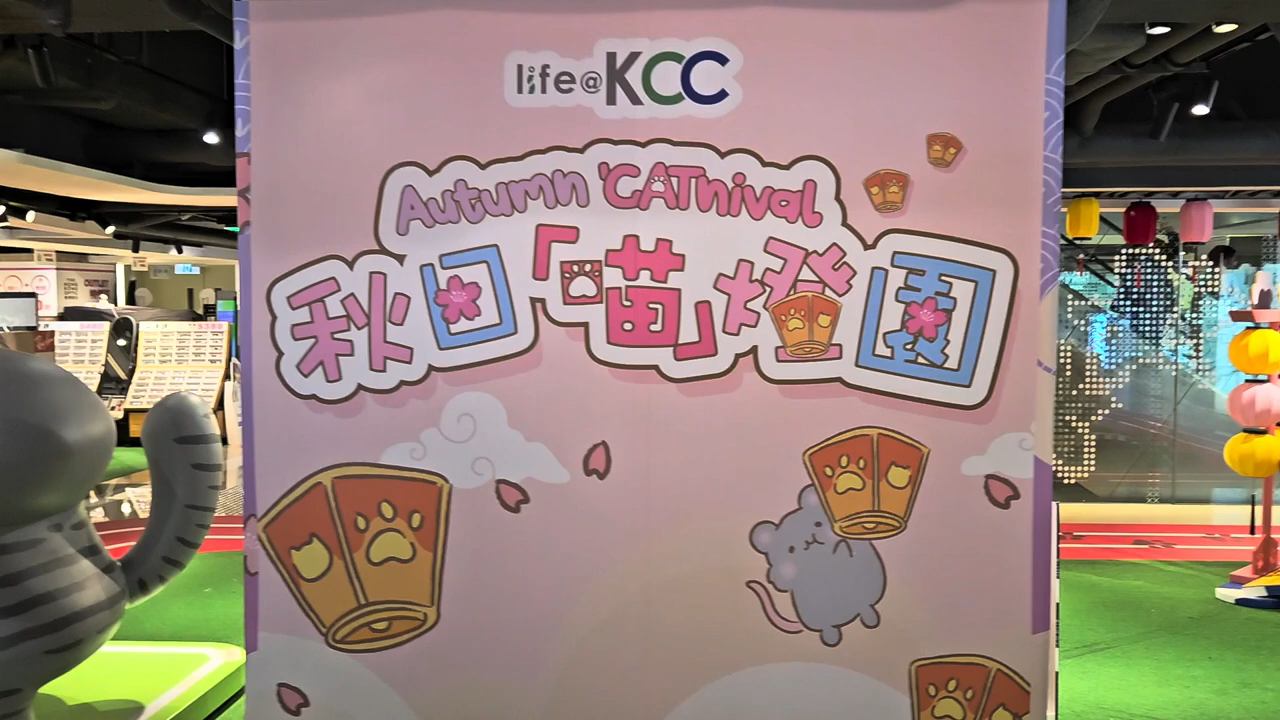 life@KCC
Autumn 'CATnival
秋日「喵」燈園